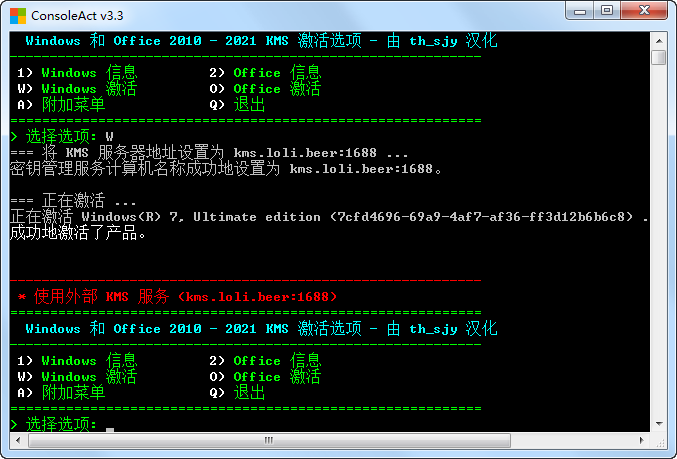 ConsoleAct v3.3
Windows 和 Office 2010 - 2021 KMS 激活选项 - 由 th_sjy 汉化
1) Windows 信息 2) Office 信息
W) Windows 激活 O) Office 激活
A) 附加菜单 Q) 退出
> 选择选项: W
=== 将 KMS 服务器地址设置为 kms.loli.beer:1688 ...
密钥管理服务计算机名称成功地设置为 kms.loli.beer:1688。
=== 正在激活 ...
正在激活 Windows(R) 7, Ultimate edition (7cfd4696-69a9-4af7-af36-ff3d12b6b6c8) .
成功地激活了产品。
* 使用外部 KMS 服务 (kms.loli.beer:1688)
Windows 和 Office 2010 - 2021 KMS 激活选项 - 由 th_sjy 汉化
1) Windows 信息 2) Office 信息
W) Windows 激活 O) Office 激活
A) 附加菜单 Q) 退出
> 选择选项: _